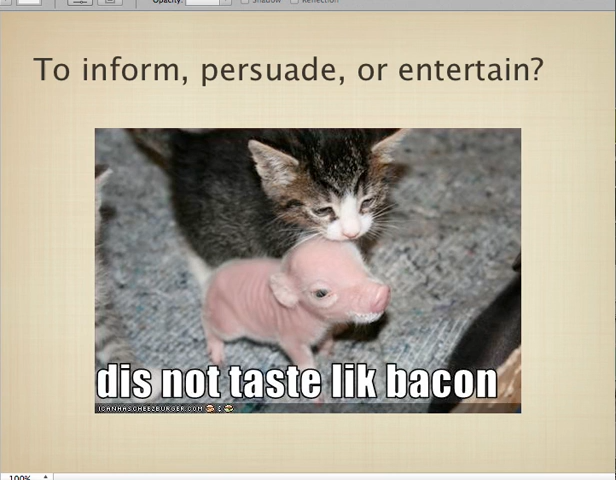 Opacity:
Shadow
Reflection
To inform, persuade, or entertain?
dis not taste lik bacon
ICANHASCHEEZBURGER.COM
100%